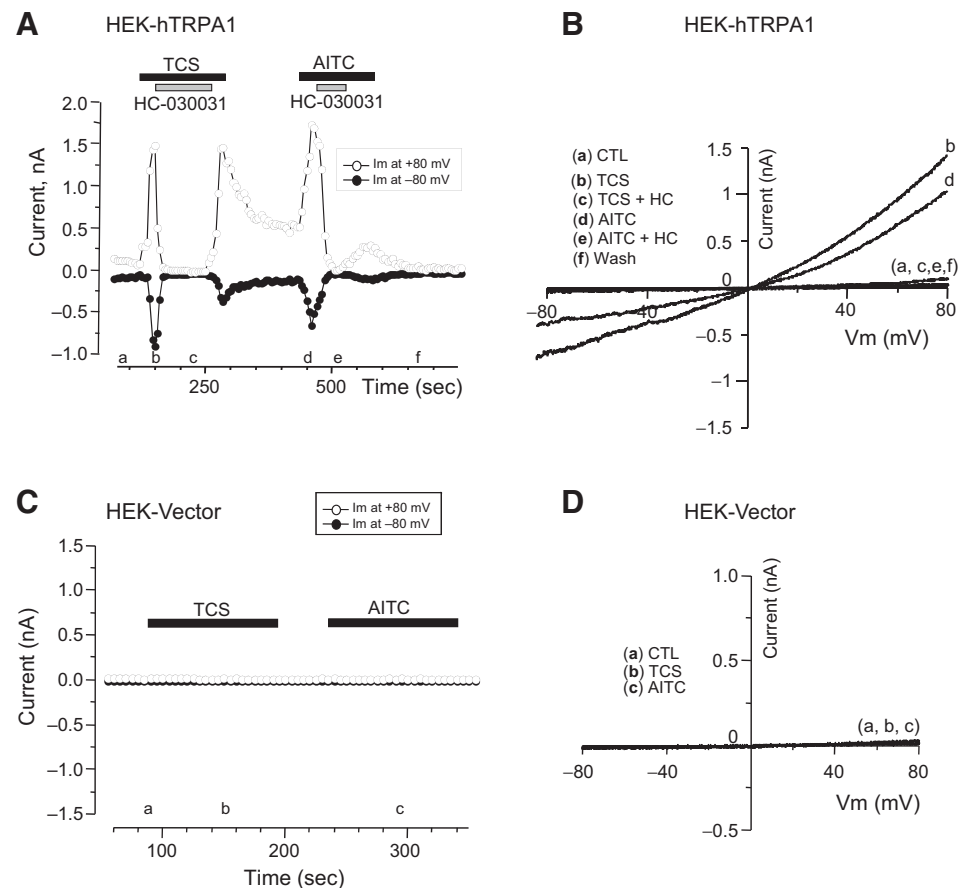 A
HEK-hTRPA1
TCS
HC-030031
AITC
HC-030031
Im at +80 mV
Im at –80 mV
Current, nA
2.0
1.5
1.0
0.5
0.0
–0.5
–1.0
a b c d e f
250 500 Time (sec)
B
HEK-hTRPA1
(a) CTL
(b) TCS
(c) TCS + HC
(d) AITC
(e) AITC + HC
(f) Wash
Current (nA)
1.5
1
0.5
0
–0.5
–1
–1.5
b
d
(a, c,e,f)
–80 –40 40 80
Vm (mV)
C
HEK-Vector
Im at +80 mV
Im at –80 mV
Current (nA)
1.5
1.0
0.5
0.0
–0.5
–1.0
–1.5
TCS AITC
a b c
100 200 300
Time (sec)
D
HEK-Vector
(a) CTL
(b) TCS
(c) AITC
Current (nA)
1.0
0.5
0
–0.5
(a, b, c)
–80 –40 40 80
Vm (mV)